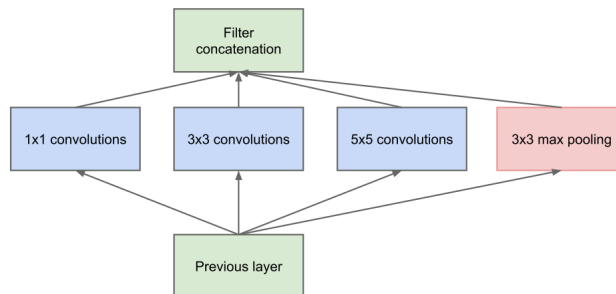 Filter
concatenation
1x1 convolutions
3x3 convolutions
5x5 convolutions
3x3 max pooling
Previous layer